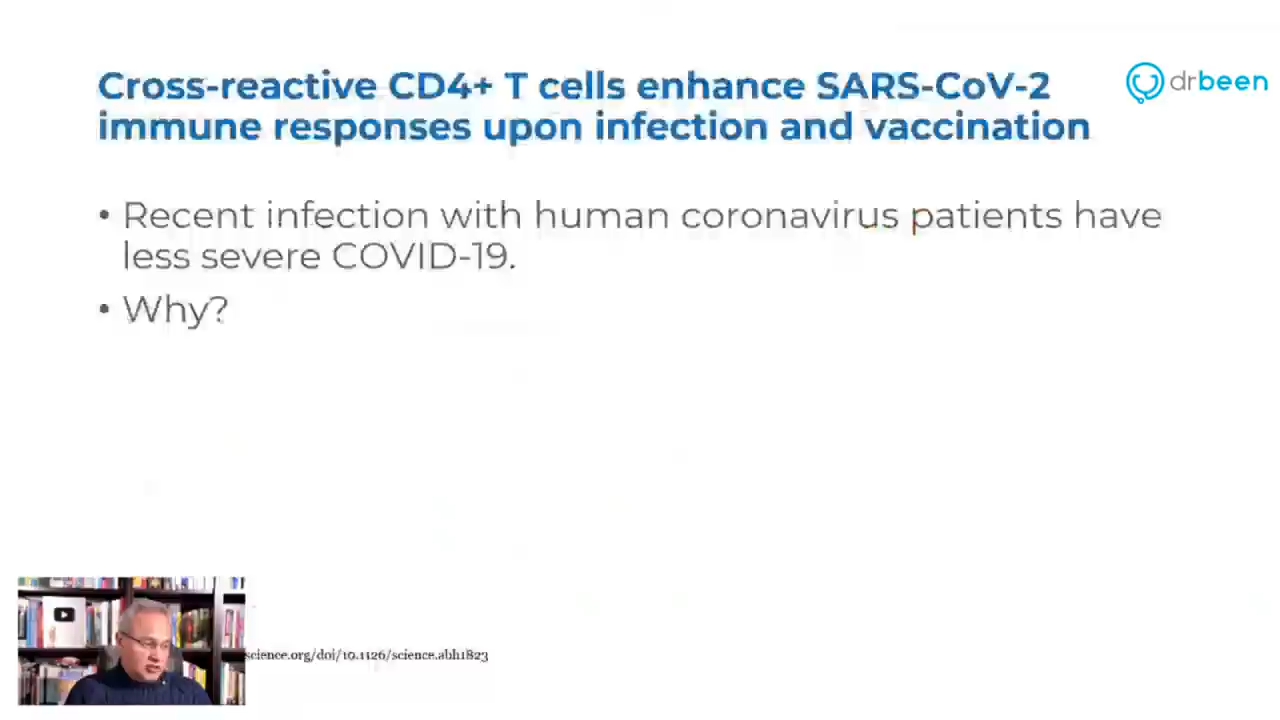 Cross-reactive CD4+ T cells enhance SARS-CoV-2
immune responses upon infection and vaccination
drbeen
• Recent infection with human coronavirus patients have
less severe COVID-19.
• Why?
science.org/doi/10.1126/science.abh1823